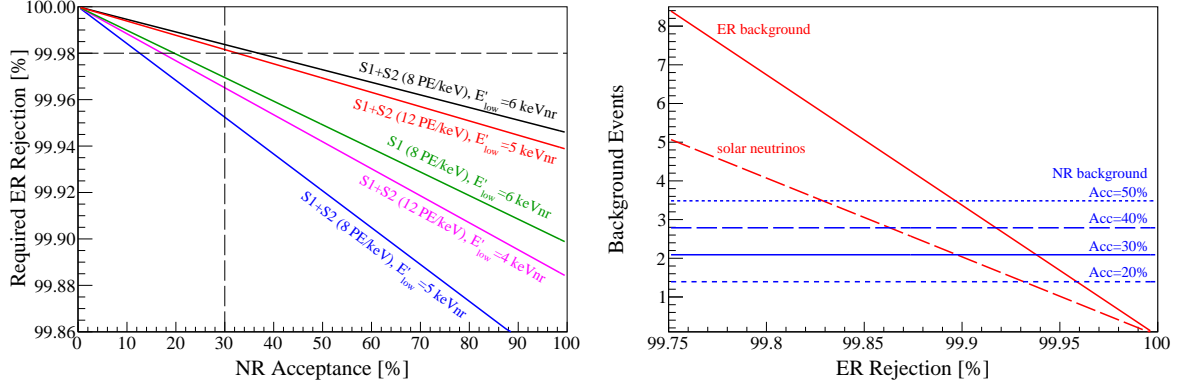 100.00
99.98
99.96
99.94
99.92
99.90
99.88
99.86
Required ER Rejection [%]
S1+S2 (8 PE/keV), E'low=6 keVnr
S1+S2 (12 PE/keV), E'low=5 keVnr
S1 (8 PE/keV), E'low=6 keVnr
S1+S2 (12 PE/keV), E'low=4 keVnr
S1+S2 (8 PE/keV), E'low=5 keVnr
0 10 20 30 40 50 60 70 80 90 100
NR Acceptance [%]
8
7
6
5
4
3
2
1
Background Events
ER background
solar neutrinos
NR background
Acc=50%
Acc=40%
Acc=30%
Acc=20%
99.75 99.8 99.85 99.9 99.95 100
ER Rejection [%]